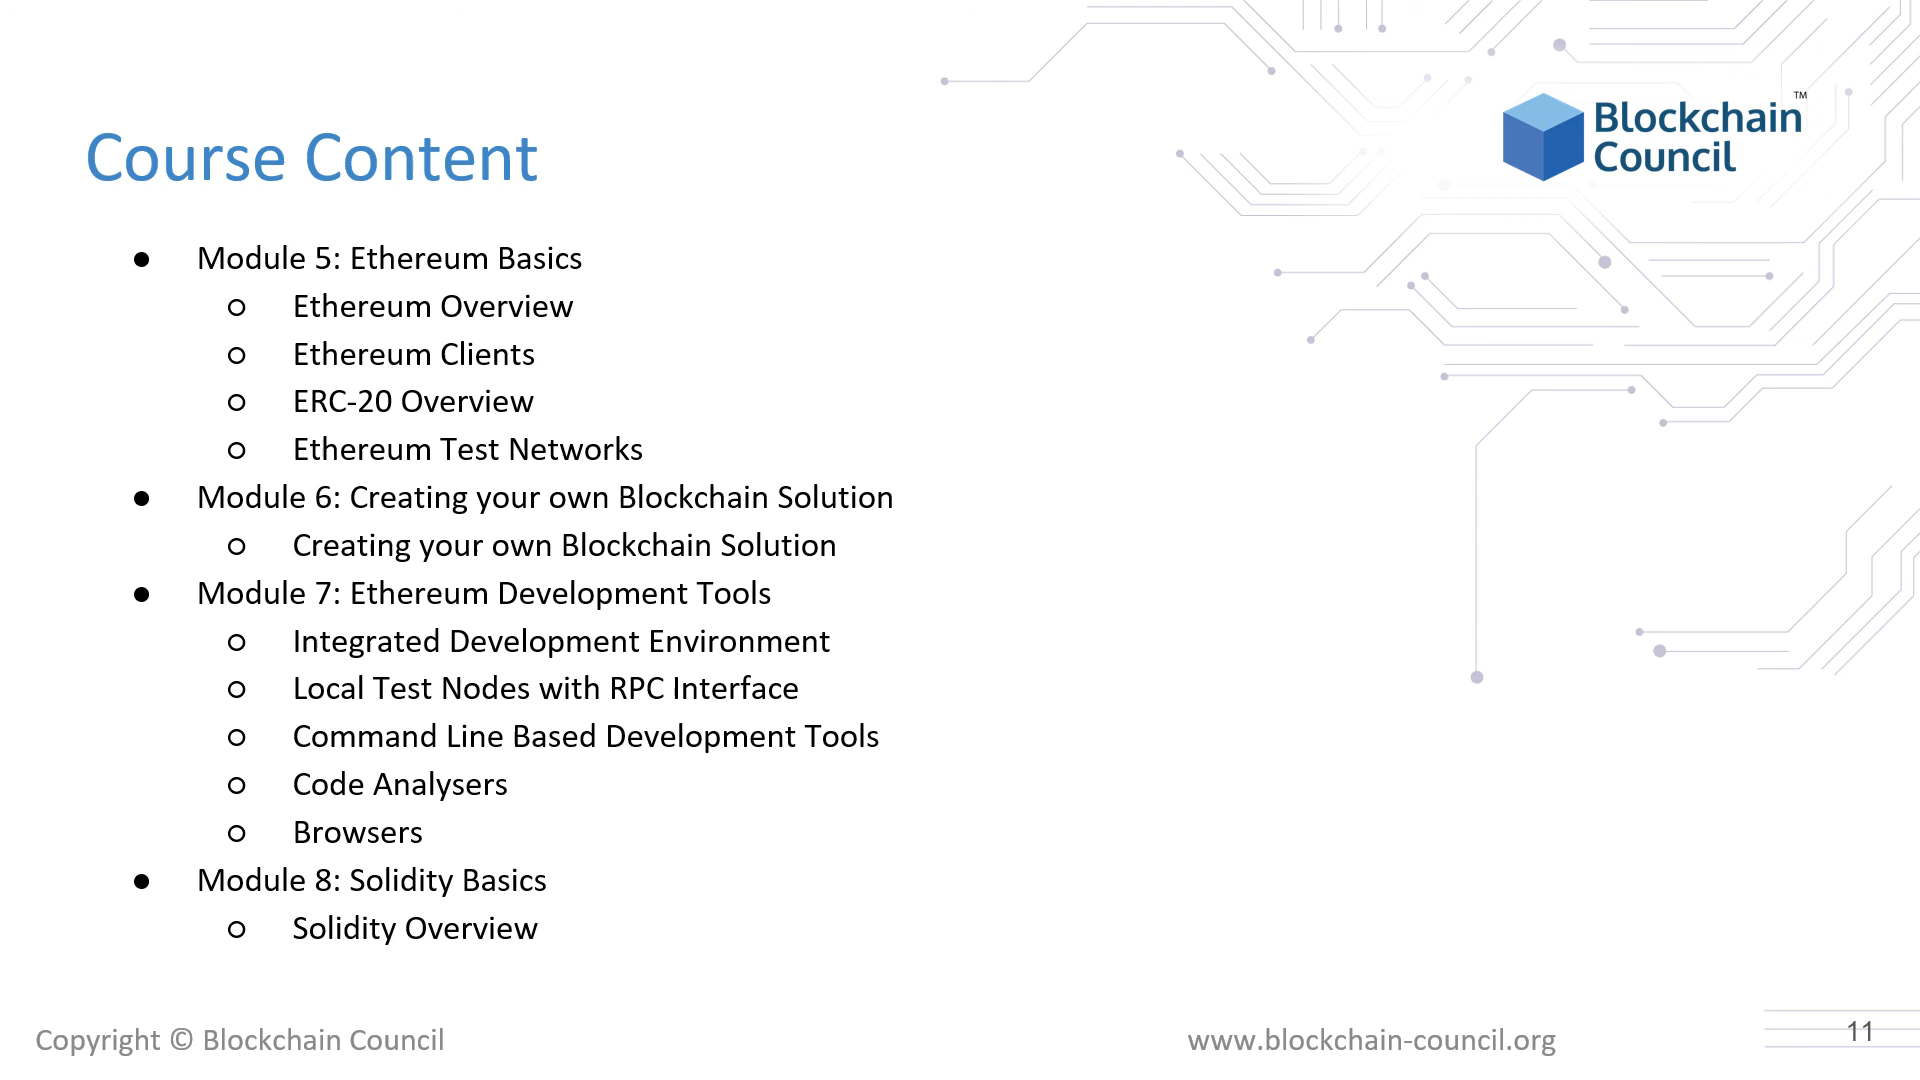 Blockchain™
Council
Course Content
● Module 5: Ethereum Basics
○ Ethereum Overview
○ Ethereum Clients
○ ERC-20 Overview
○ Ethereum Test Networks
● Module 6: Creating your own Blockchain Solution
○ Creating your own Blockchain Solution
● Module 7: Ethereum Development Tools
○ Integrated Development Environment
○ Local Test Nodes with RPC Interface
○ Command Line Based Development Tools
○ Code Analysers
○ Browsers
● Module 8: Solidity Basics
○ Solidity Overview
Copyright © Blockchain Council
www.blockchain-council.org
11